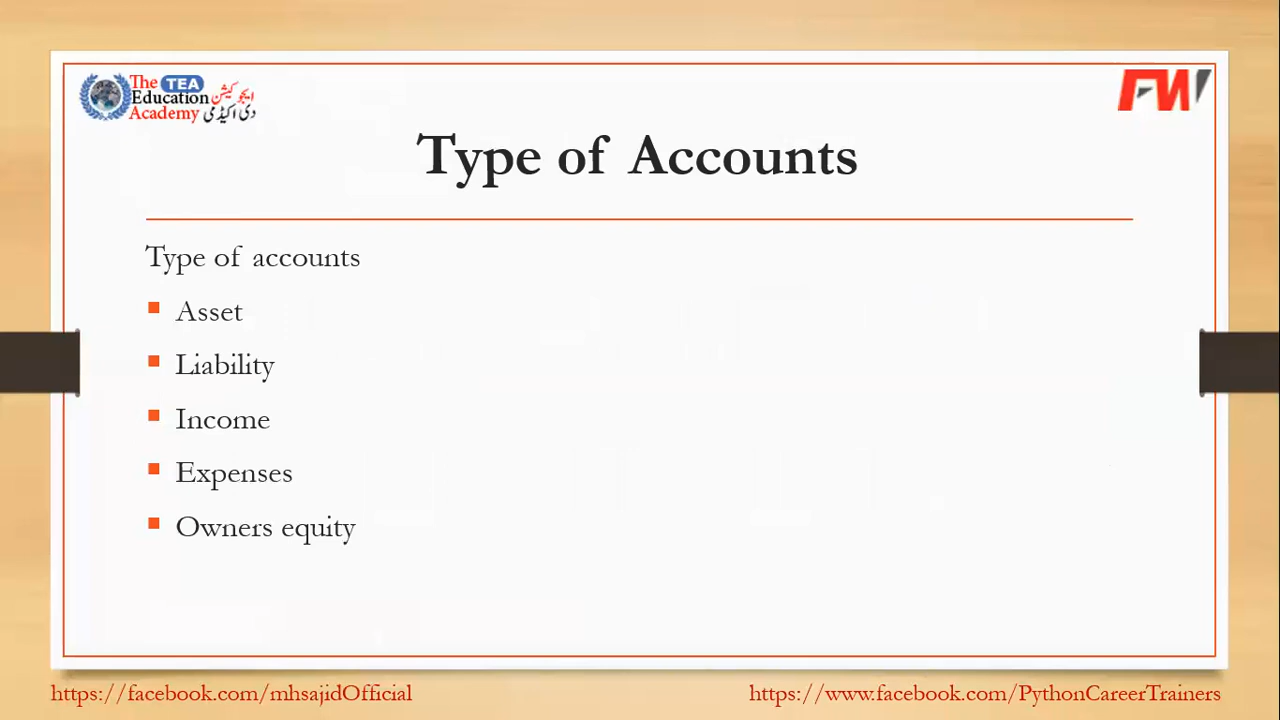 The TEA
Education ایجوکیشن
Academy دی اکیڈمی
FW
Type of Accounts
Type of accounts
Asset
Liability
Income
Expenses
Owners equity
https://facebook.com/mhsajidOfficial
https://www.facebook.com/PythonCareerTrainers